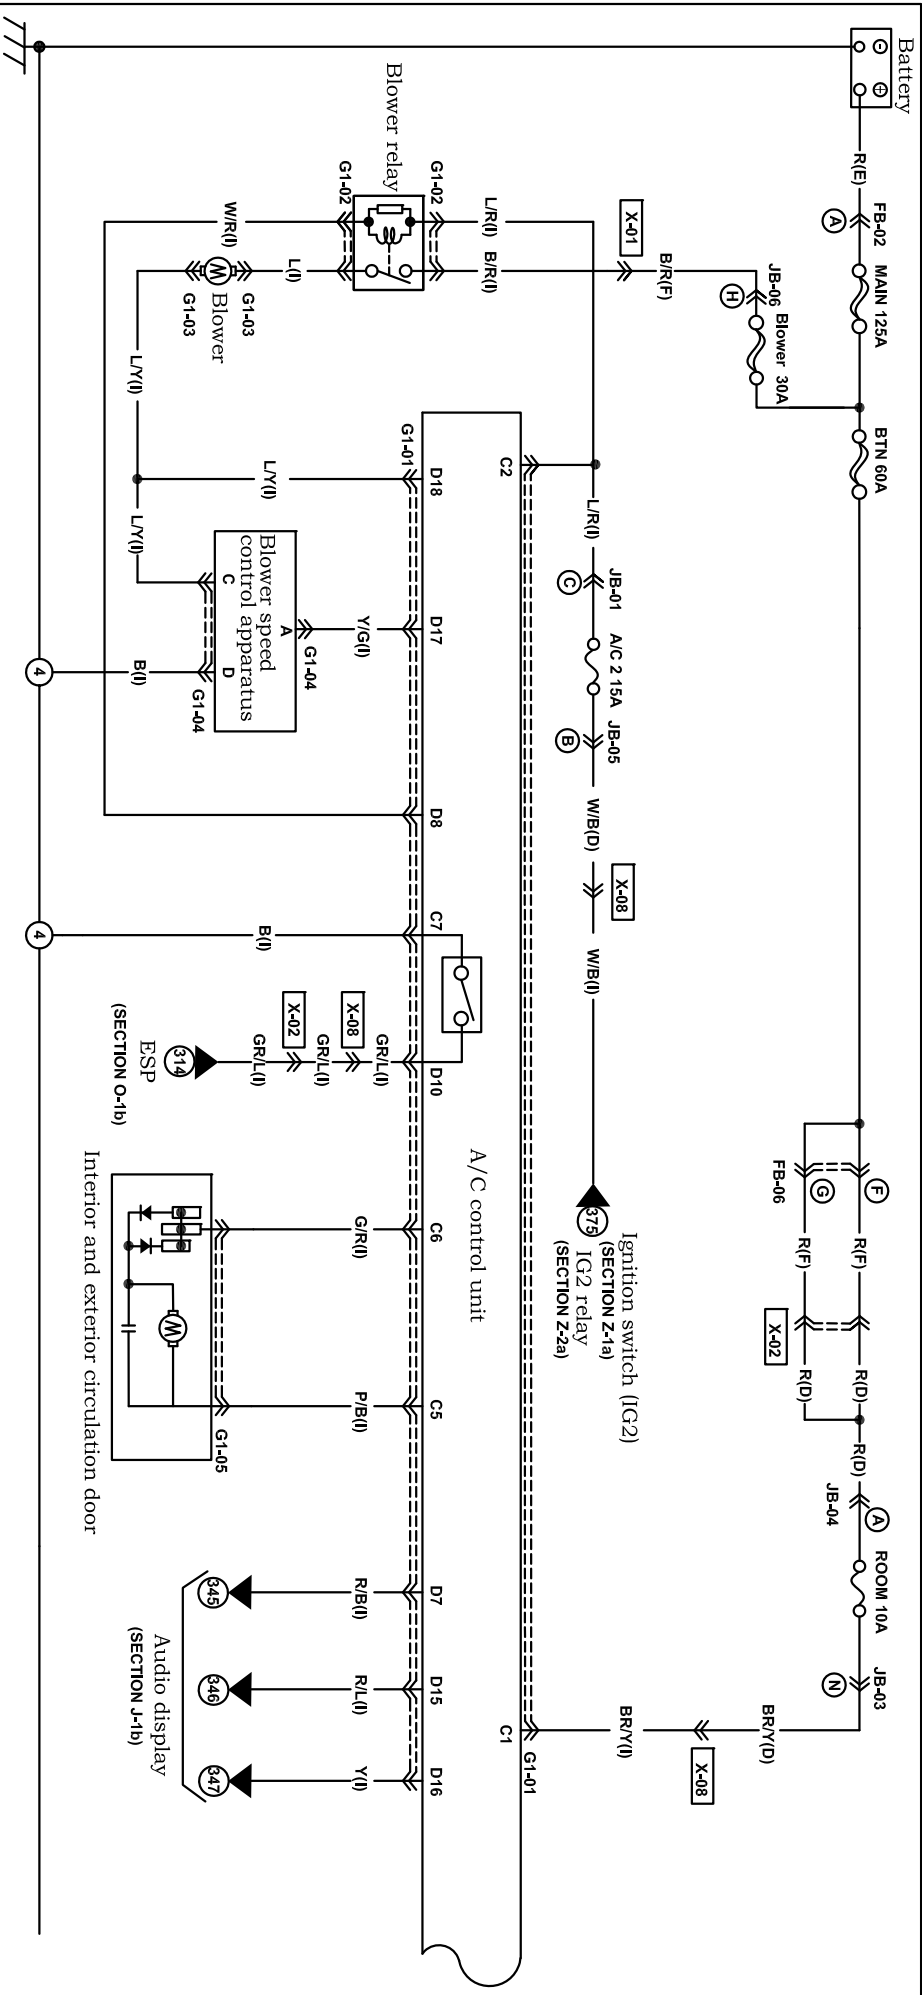 Battery
-
+
R(E)
FB-02
A
MAIN 125A
BTN 60A
JB-06
H
Blower 30A
B/R(F)
X-01
B/R(I)
L/R(I)
F
G
FB-06
R(F)
R(F)
X-02
R(D)
R(D)
R(D)
A
JB-04
ROOM 10A
JB-03
N
BR/Y(D)
X-08
BR/Y(I)
L/R(I)
JB-01
C
A/C 2 15A
JB-05
B
W/B(D)
X-08
W/B(I)
375
Ignition switch (IG2)
(SECTION Z-1a)
IG2 relay
(SECTION Z-2a)
Blower relay
G1-02
G1-02
W/R(I)
L(I)
G1-03
M
Blower
G1-03
L/Y(I)
L/Y(I)
L/Y(I)
C2
C1
G1-01
A/C control unit
G1-01
D18
D17
D8
C7
D10
C6
C5
D7
D15
D16
Y/G(I)
G1-04
A
Blower speed
control apparatus
C
D
G1-04
B(I)
4
B(I)
4
GR/L(I)
X-08
GR/L(I)
X-02
GR/L(I)
314
ESP
(SECTION O-1b)
G/R(I)
P/B(I)
G1-05
M
Interior and exterior circulation door
R/B(I)
R/L(I)
Y(I)
345
346
347
Audio display
(SECTION J-1b)